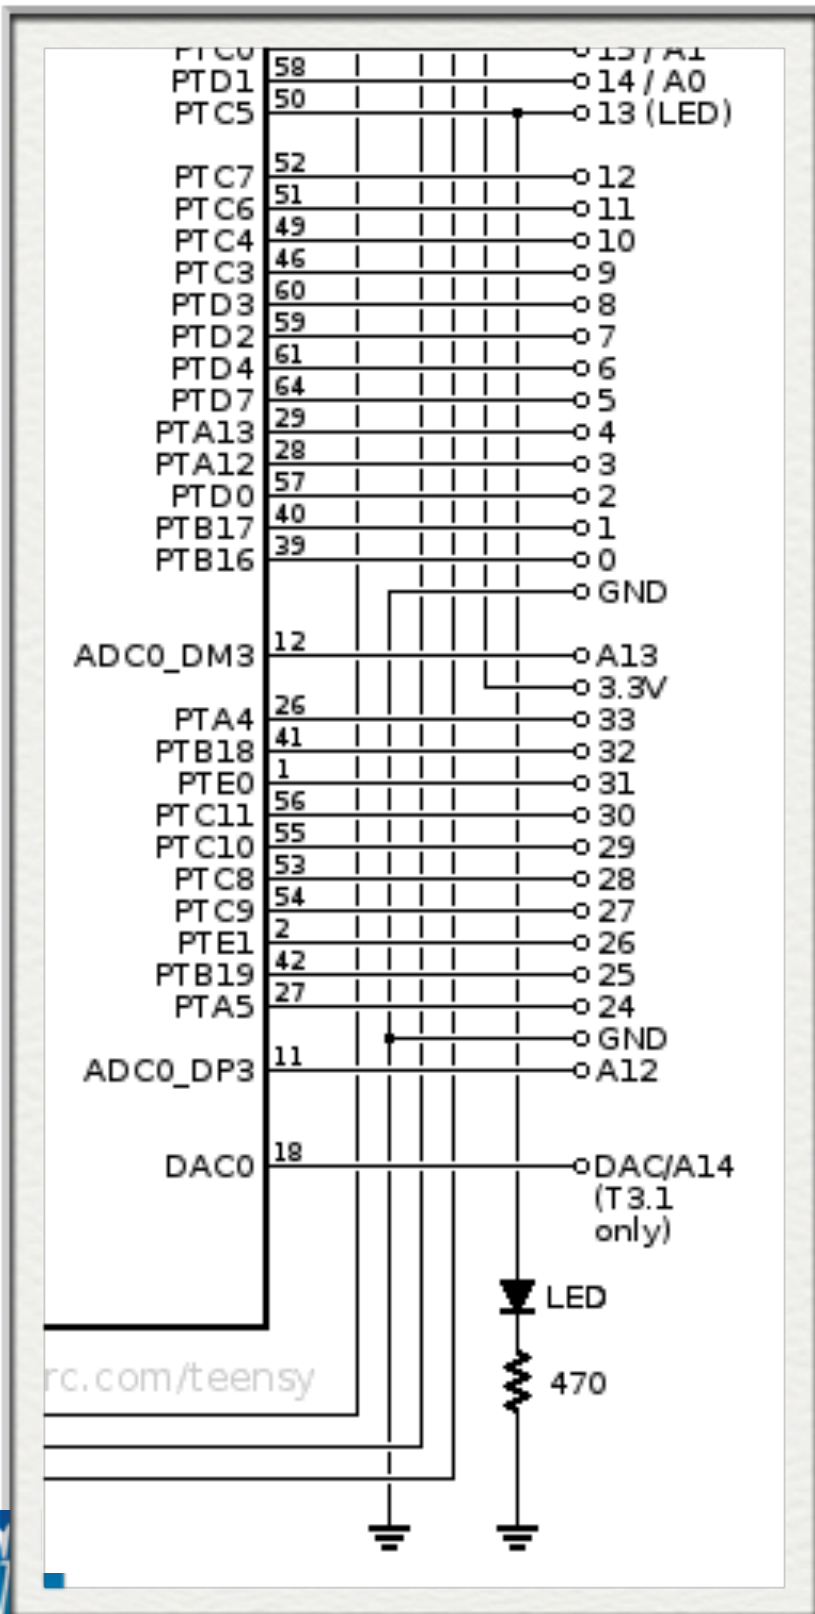 PTC0 15 / A1
PTD1 58 14 / A0
PTC5 50 13 (LED)
PTC7 52 12
PTC6 51 11
PTC4 49 10
PTC3 46 9
PTD3 60 8
PTD2 59 7
PTD4 61 6
PTD7 64 5
PTA13 29 4
PTA12 28 3
PTD0 57 2
PTB17 40 1
PTB16 39 0
GND
ADC0_DM3 12 A13
3.3V
PTA4 26 33
PTB18 41 32
PTE0 1 31
PTC11 56 30
PTC10 55 29
PTC8 53 28
PTC9 54 27
PTE1 2 26
PTB19 42 25
PTA5 27 24
GND
ADC0_DP3 11 A12
DAC0 18 DAC/A14
(T3.1
only)
LED
rc.com/teensy
470